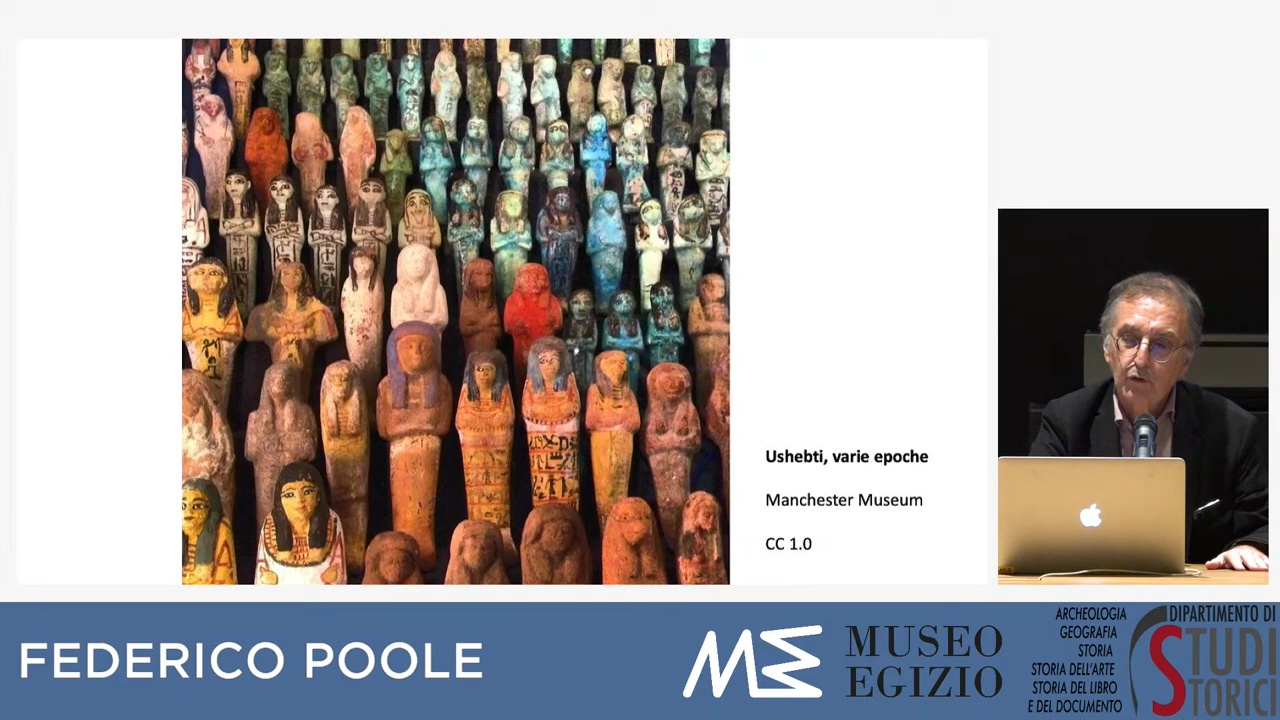 Ushebti, varie epoche
Manchester Museum
CC 1.0
FEDERICO POOLE
ME
MUSEO
EGIZIO
ARCHEOLOGIA
GEOGRAFIA
STORIA
STORIA DELL'ARTE
STORIA DEL LIBRO
E DEL DOCUMENTO
DIPARTIMENTO DI
STUDI
STORICI